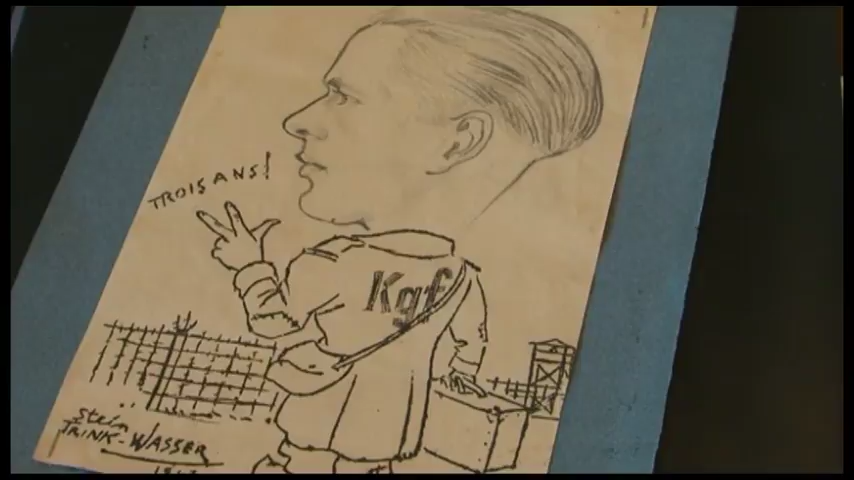 TROIS ANS!
Kgf
Stein
TRINK-WASSER